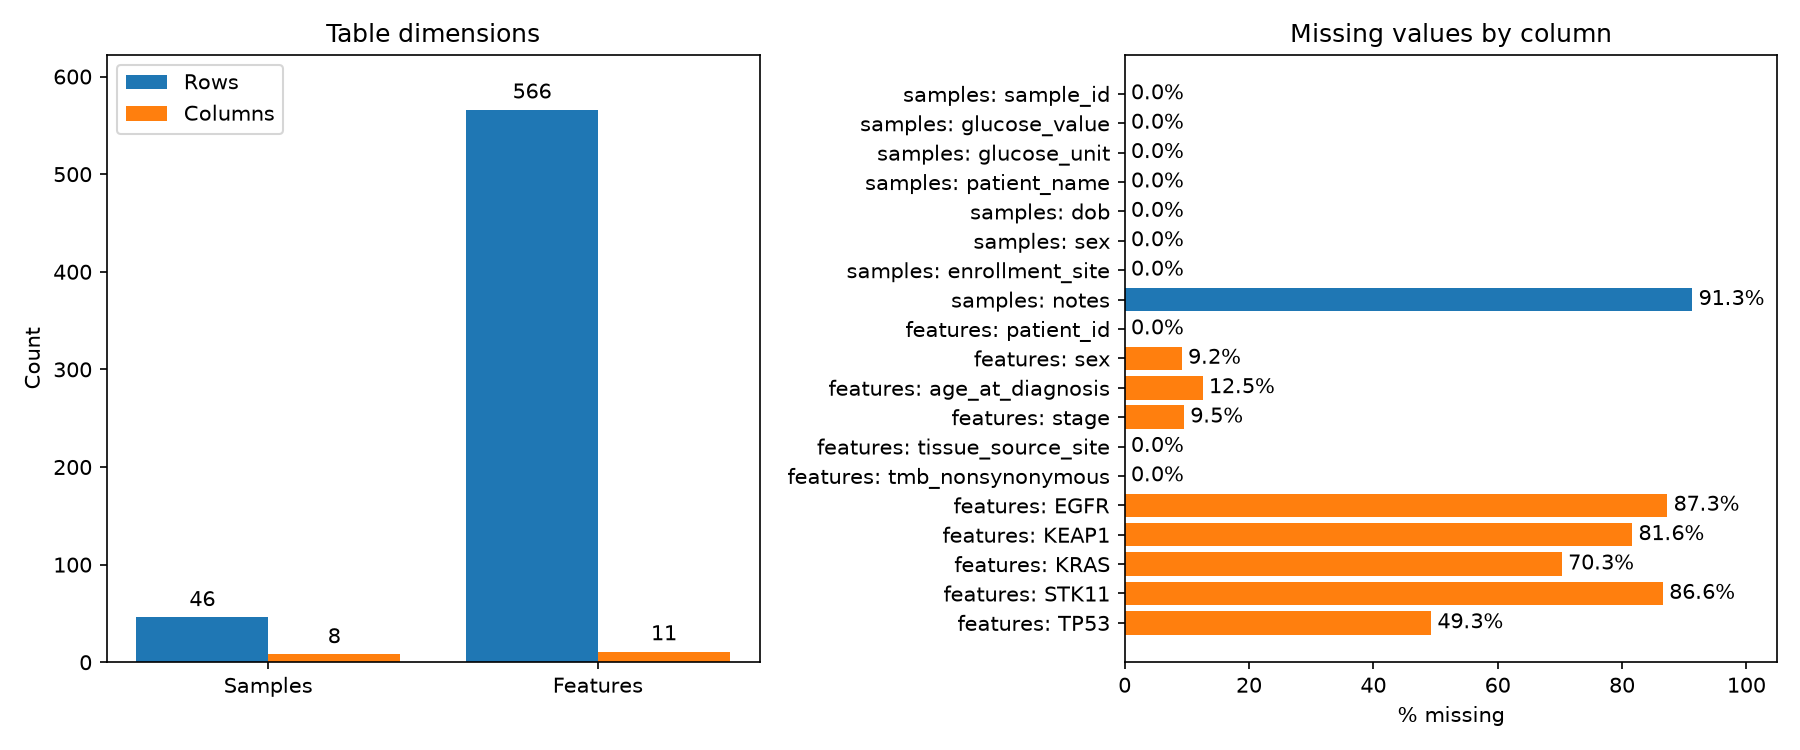 Table dimensions
Rows
Columns
Count
600
500
400
300
200
100
0
46
8
566
11
Samples
Features
Missing values by column
samples: sample_id 0.0%
samples: glucose_value 0.0%
samples: glucose_unit 0.0%
samples: patient_name 0.0%
samples: dob 0.0%
samples: sex 0.0%
samples: enrollment_site 0.0%
samples: notes 91.3%
features: patient_id 0.0%
features: sex 9.2%
features: age_at_diagnosis 12.5%
features: stage 9.5%
features: tissue_source_site 0.0%
features: tmb_nonsynonymous 0.0%
features: EGFR 87.3%
features: KEAP1 81.6%
features: KRAS 70.3%
features: STK11 86.6%
features: TP53 49.3%
0 20 40 60 80 100
% missing